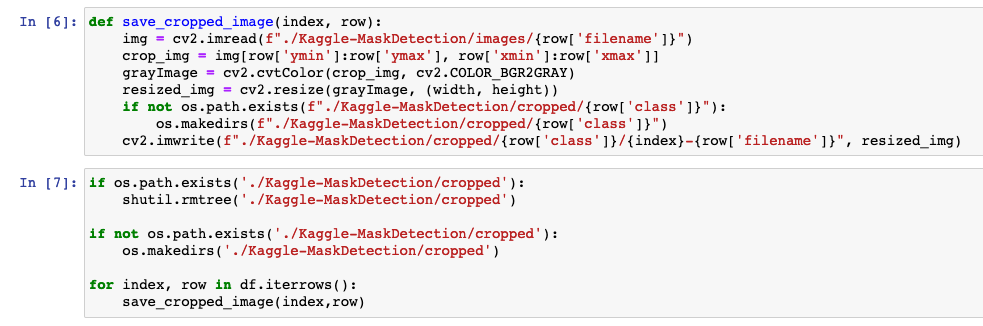 In [6]: def save_cropped_image(index, row):
    img = cv2.imread(f"./Kaggle-MaskDetection/images/{row['filename']}")
    crop_img = img[row['ymin']:row['ymax'], row['xmin']:row['xmax']]
    grayImage = cv2.cvtColor(crop_img, cv2.COLOR_BGR2GRAY)
    resized_img = cv2.resize(grayImage, (width, height))
    if not os.path.exists(f"./Kaggle-MaskDetection/cropped/{row['class']}"):
        os.makedirs(f"./Kaggle-MaskDetection/cropped/{row['class']}")
    cv2.imwrite(f"./Kaggle-MaskDetection/cropped/{row['class']}/{index}-{row['filename']}", resized_img)
In [7]: if os.path.exists('./Kaggle-MaskDetection/cropped'):
    shutil.rmtree('./Kaggle-MaskDetection/cropped')
if not os.path.exists('./Kaggle-MaskDetection/cropped'):
    os.makedirs('./Kaggle-MaskDetection/cropped')
for index, row in df.iterrows():
    save_cropped_image(index,row)